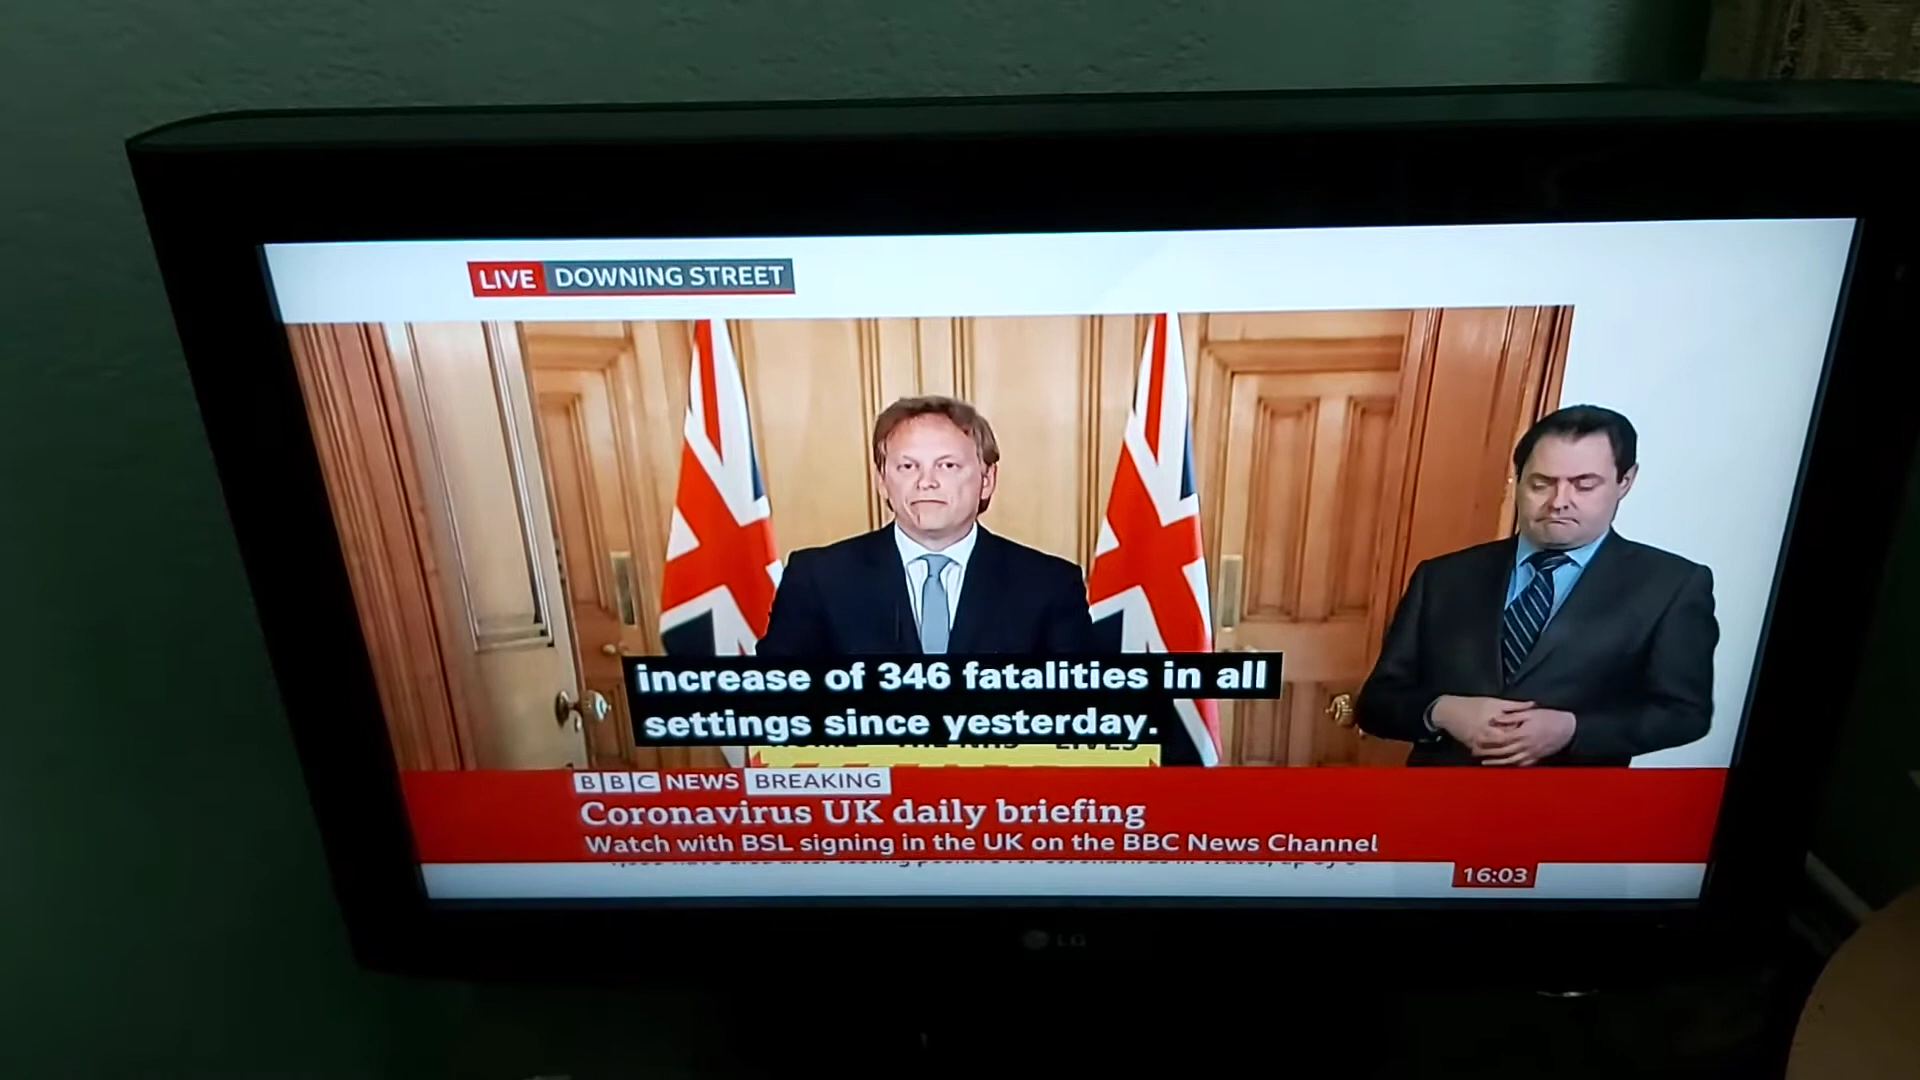 LIVE DOWNING STREET
increase of 346 fatalities in all
settings since yesterday.
BBC NEWS BREAKING
Coronavirus UK daily briefing
Watch with BSL signing in the UK on the BBC News Channel
16:03
LG